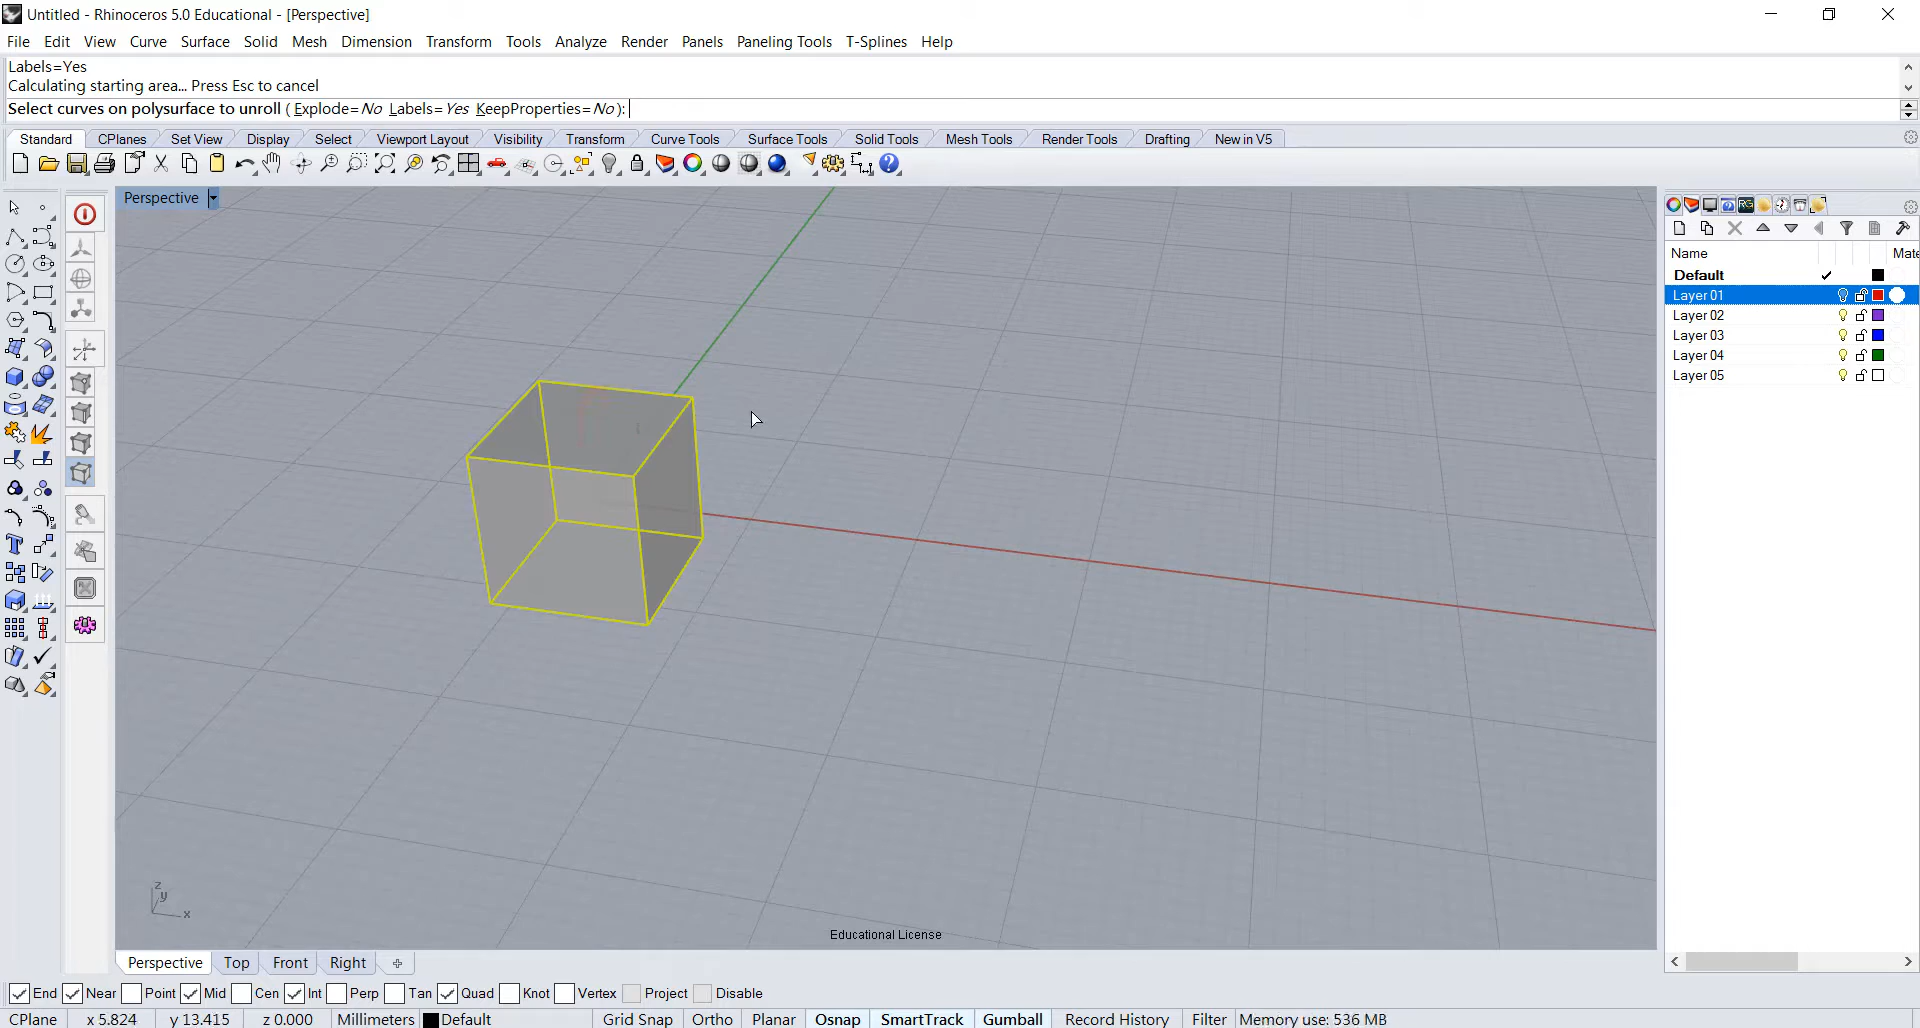 Untitled - Rhinoceros 5.0 Educational - [Perspective]
File Edit View Curve Surface Solid Mesh Dimension Transform Tools Analyze Render Panels Paneling Tools T-Splines Help
Labels=Yes
Calculating starting area... Press Esc to cancel
Select curves on polysurface to unroll ( Explode=No Labels=Yes KeepProperties=No ):
Standard CPlanes Set View Display Select Viewport Layout Visibility Transform Curve Tools Surface Tools Solid Tools Mesh Tools Render Tools Drafting New in V5
Perspective
Name Mate
Default
Layer 01
Layer 02
Layer 03
Layer 04
Layer 05
z
y
x
Educational License
Perspective Top Front Right
End Near Point Mid Cen Int Perp Tan Quad Knot Vertex Project Disable
CPlane x 5.824 y 13.415 z 0.000 Millimeters Default Grid Snap Ortho Planar Osnap SmartTrack Gumball Record History Filter Memory use: 536 MB